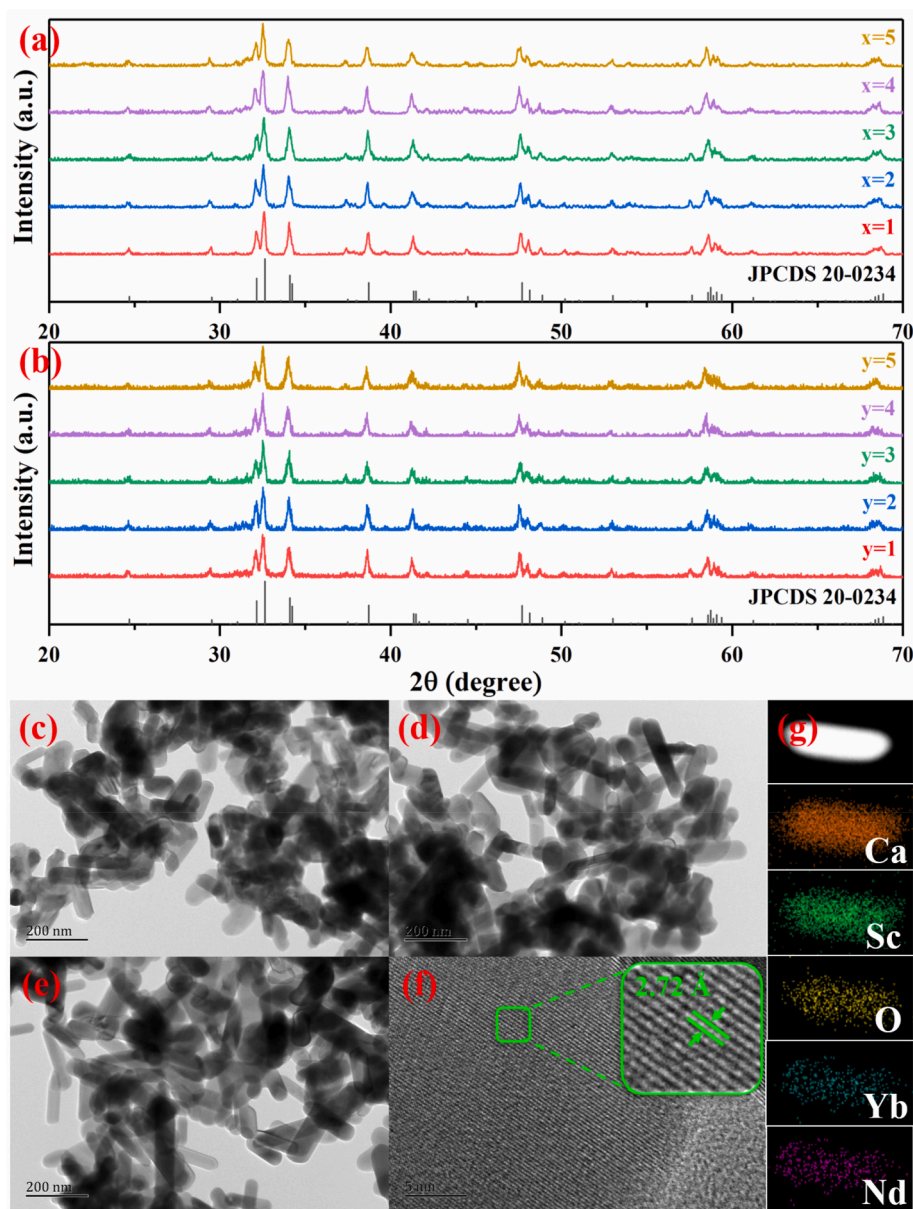 (a)
Intensity (a.u.)
x=5
x=4
x=3
x=2
x=1
JPCDS 20-0234
20 30 40 50 60 70
(b)
Intensity (a.u.)
y=5
y=4
y=3
y=2
y=1
JPCDS 20-0234
20 30 40 50 60 70
2θ (degree)
(c)
200 nm
(d)
200 nm
(e)
200 nm
(f)
2.72 Å
5 nm
(g)
Ca
Sc
O
Yb
Nd